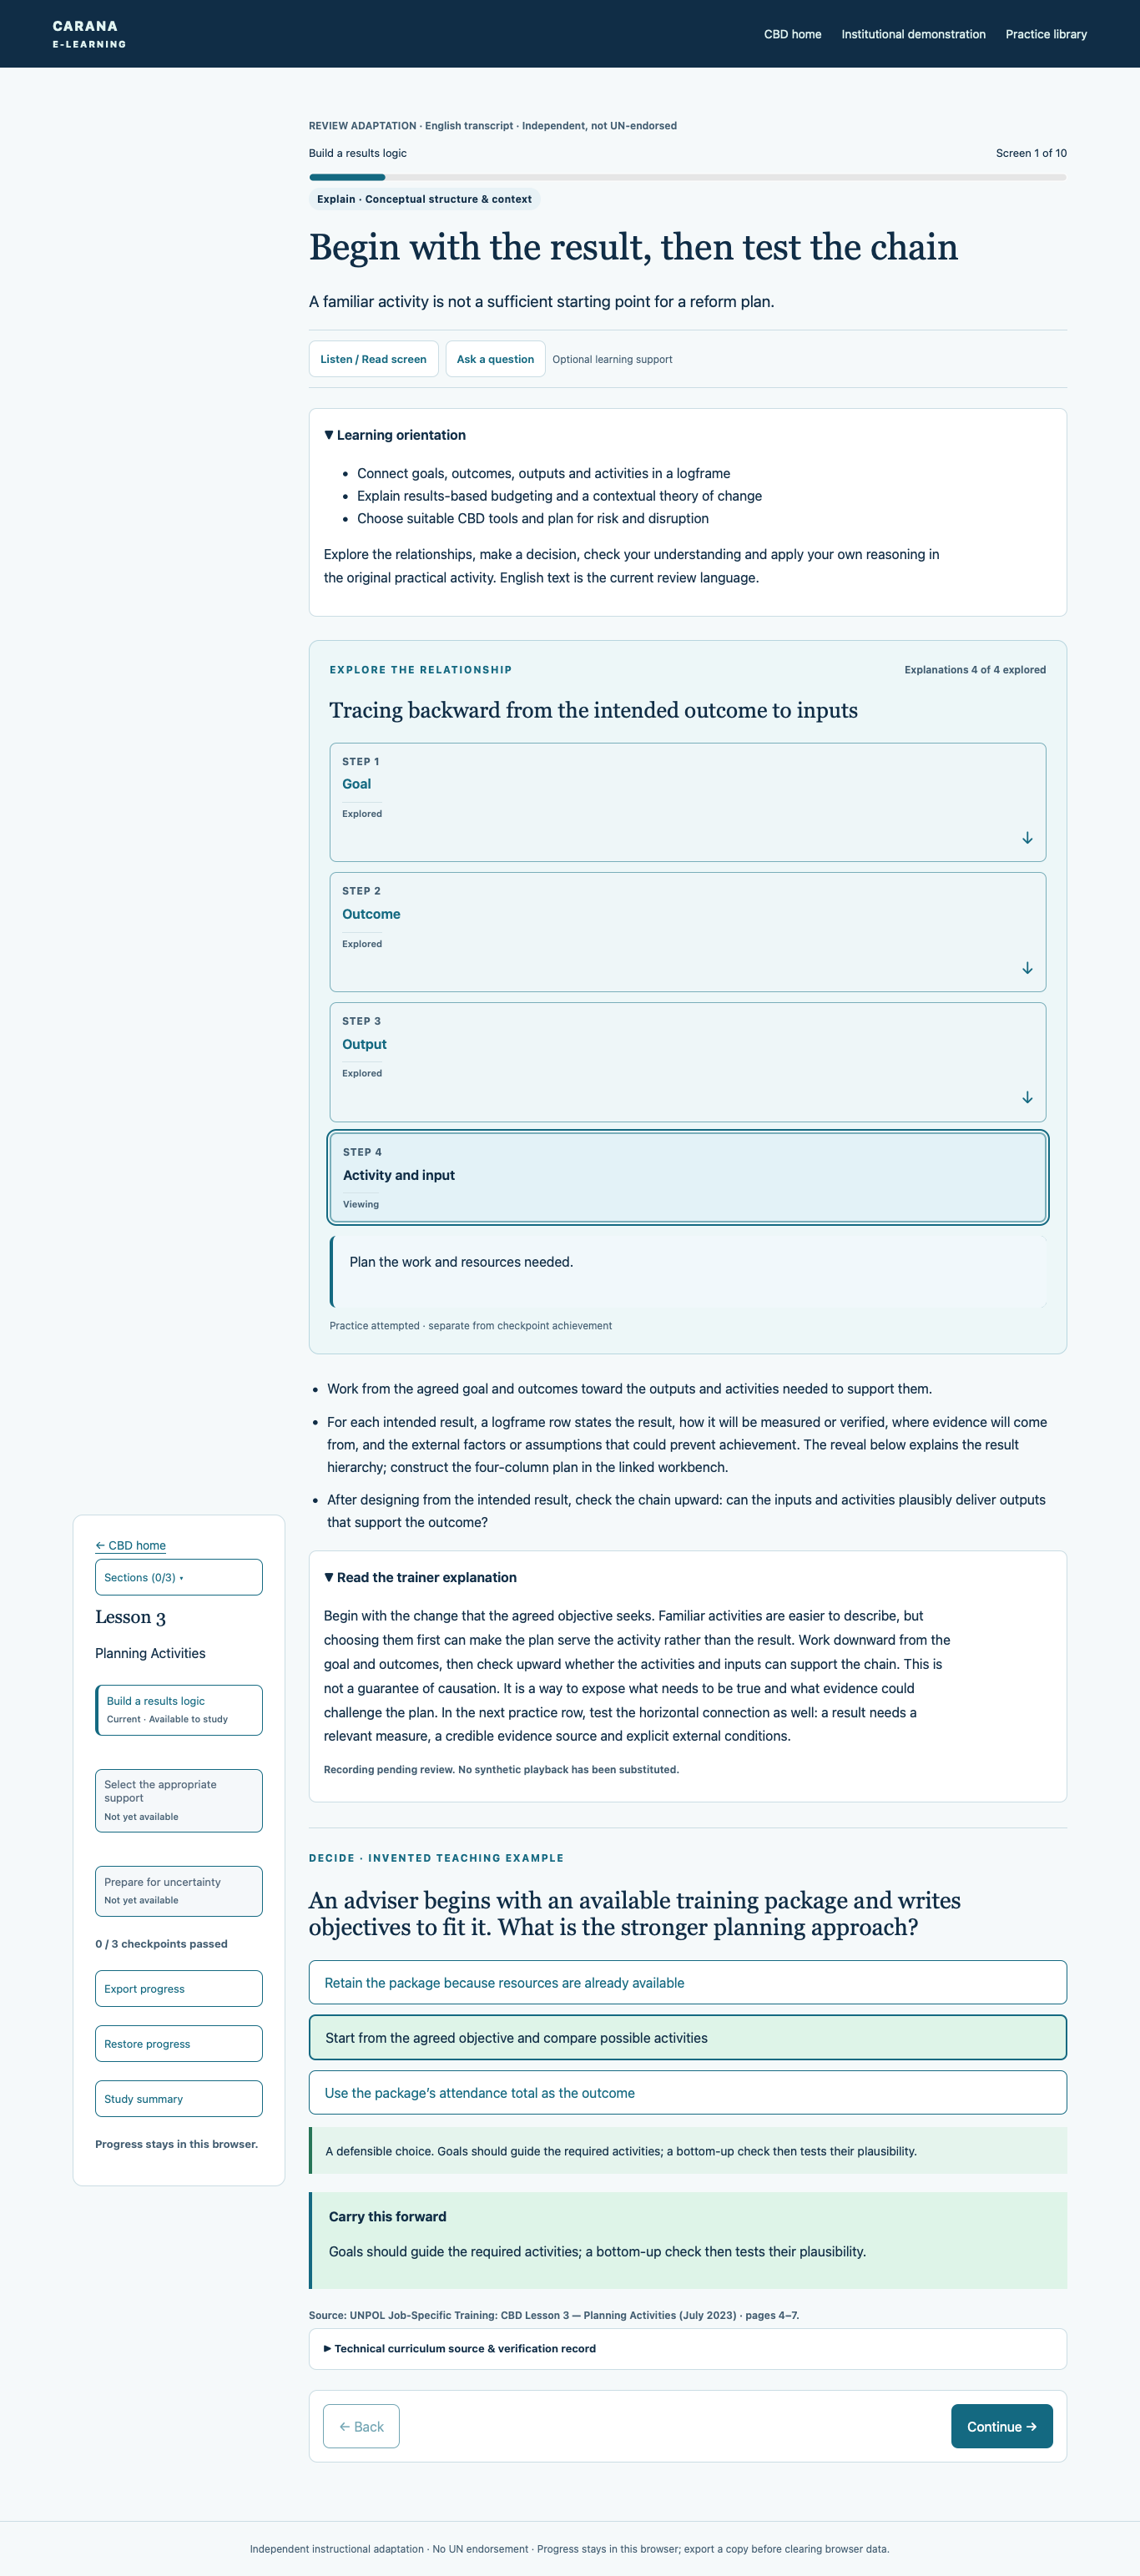 CARANA
E-LEARNING
CBD home
Institutional demonstration
Practice library
REVIEW ADAPTATION · English transcript · Independent, not UN-endorsed
Build a results logic
Screen 1 of 10
Explain · Conceptual structure & context
Begin with the result, then test the chain
A familiar activity is not a sufficient starting point for a reform plan.
Listen / Read screen
Ask a question
Optional learning support
▼ Learning orientation
• Connect goals, outcomes, outputs and activities in a logframe
• Explain results-based budgeting and a contextual theory of change
• Choose suitable CBD tools and plan for risk and disruption
Explore the relationships, make a decision, check your understanding and apply your own reasoning in
the original practical activity. English text is the current review language.
EXPLORE THE RELATIONSHIP
Explanations 4 of 4 explored
Tracing backward from the intended outcome to inputs
STEP 1
Goal
Explored
↓
STEP 2
Outcome
Explored
↓
STEP 3
Output
Explored
↓
STEP 4
Activity and input
Viewing
Plan the work and resources needed.
Practice attempted · separate from checkpoint achievement
• Work from the agreed goal and outcomes toward the outputs and activities needed to support them.
• For each intended result, a logframe row states the result, how it will be measured or verified, where evidence will come
from, and the external factors or assumptions that could prevent achievement. The reveal below explains the result
hierarchy; construct the four-column plan in the linked workbench.
• After designing from the intended result, check the chain upward: can the inputs and activities plausibly deliver outputs
that support the outcome?
← CBD home
Sections (0/3) ▾
Lesson 3
Planning Activities
Build a results logic
Current · Available to study
Select the appropriate
support
Not yet available
Prepare for uncertainty
Not yet available
0 / 3 checkpoints passed
Export progress
Restore progress
Study summary
Progress stays in this browser.
▼ Read the trainer explanation
Begin with the change that the agreed objective seeks. Familiar activities are easier to describe, but
choosing them first can make the plan serve the activity rather than the result. Work downward from the
goal and outcomes, then check upward whether the activities and inputs can support the chain. This is
not a guarantee of causation. It is a way to expose what needs to be true and what evidence could
challenge the plan. In the next practice row, test the horizontal connection as well: a result needs a
relevant measure, a credible evidence source and explicit external conditions.
Recording pending review. No synthetic playback has been substituted.
DECIDE · INVENTED TEACHING EXAMPLE
An adviser begins with an available training package and writes
objectives to fit it. What is the stronger planning approach?
Retain the package because resources are already available
Start from the agreed objective and compare possible activities
Use the package’s attendance total as the outcome
A defensible choice. Goals should guide the required activities; a bottom-up check then tests their plausibility.
Carry this forward
Goals should guide the required activities; a bottom-up check then tests their plausibility.
Source: UNPOL Job-Specific Training: CBD Lesson 3 — Planning Activities (July 2023) · pages 4–7.
► Technical curriculum source & verification record
← Back
Continue →
Independent instructional adaptation · No UN endorsement · Progress stays in this browser; export a copy before clearing browser data.